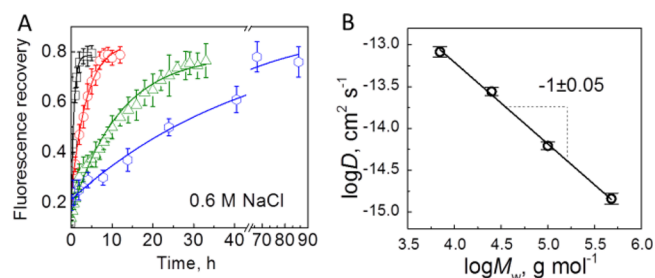 A
Fluorescence recovery
0.8
0.6
0.4
0.2
0.6 M NaCl
0 10 20 30 40 70 80 90
Time, h
B
logD, cm² s⁻¹
-13.0
-13.5
-14.0
-14.5
-15.0
-1±0.05
3.5 4.0 4.5 5.0 5.5 6.0
logMw, g mol⁻¹